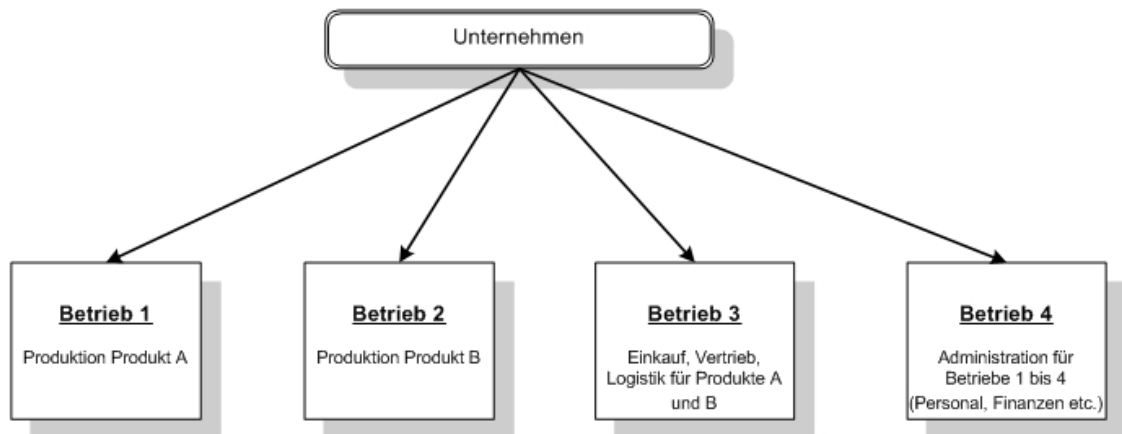 Unternehmen
Betrieb 1
Produktion Produkt A
Betrieb 2
Produktion Produkt B
Betrieb 3
Einkauf, Vertrieb,
Logistik für Produkte A
und B
Betrieb 4
Administration für
Betriebe 1 bis 4
(Personal, Finanzen etc.)